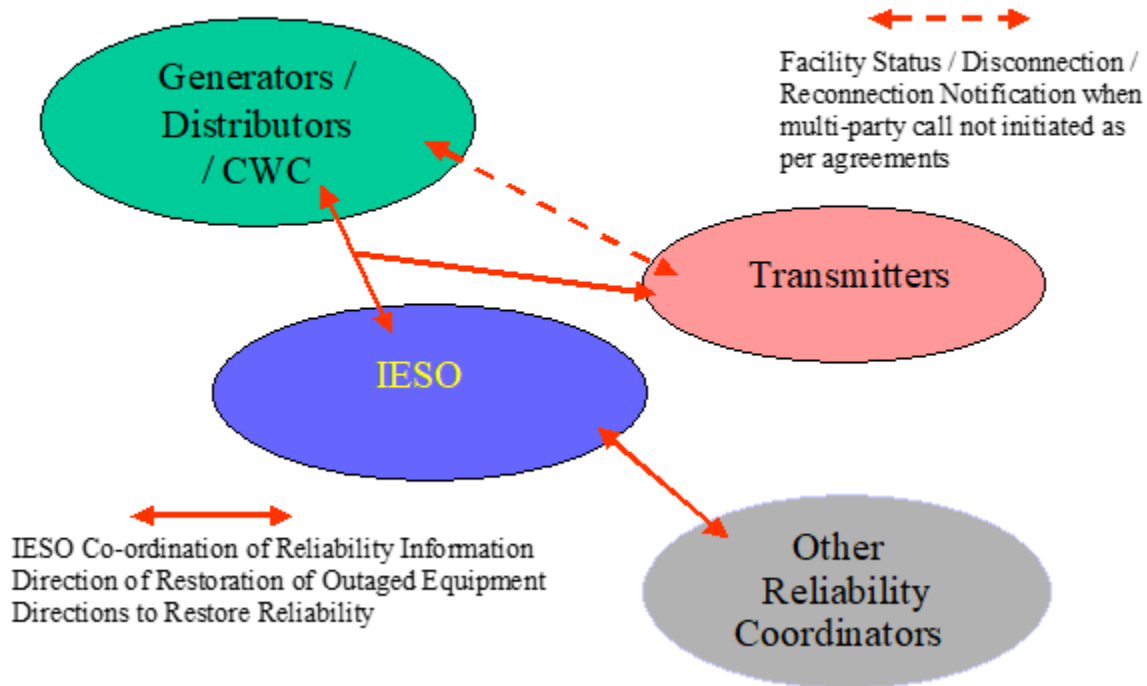 Generators /
Distributors
/ CWC
Facility Status / Disconnection /
Reconnection Notification when
multi-party call not initiated as
per agreements
Transmitters
IESO
IESO Co-ordination of Reliability Information
Direction of Restoration of Outaged Equipment
Directions to Restore Reliability
Other
Reliability
Coordinators